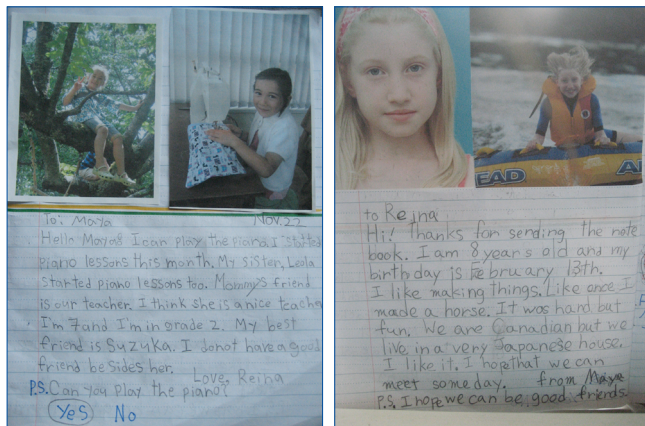 To: Maya Nov. 22
Hello Maya! I can play the piano. I started
piano lessons this month. My sister, Leola
started piano lessons too. Mommy's friend
is our teacher. I think she is a nice teacher
I'm 7 and I'm in grade 2. My best
friend is Suzuka. I do not have a good
friend besides her.
Love, Reina
P.S. Can you play the piano?
Yes No
EAD
A
to Reina
Hi! Thanks for sending the note
book. I am 8 years old and my
birthday is February 13th.
I like making things. Like once I
made a horse. It was hard but
fun. We are Canadian but we
live in a very Japanese house.
I like it. I hope that we can
meet some day. from Maya
P.S. I hope we can be good friends.